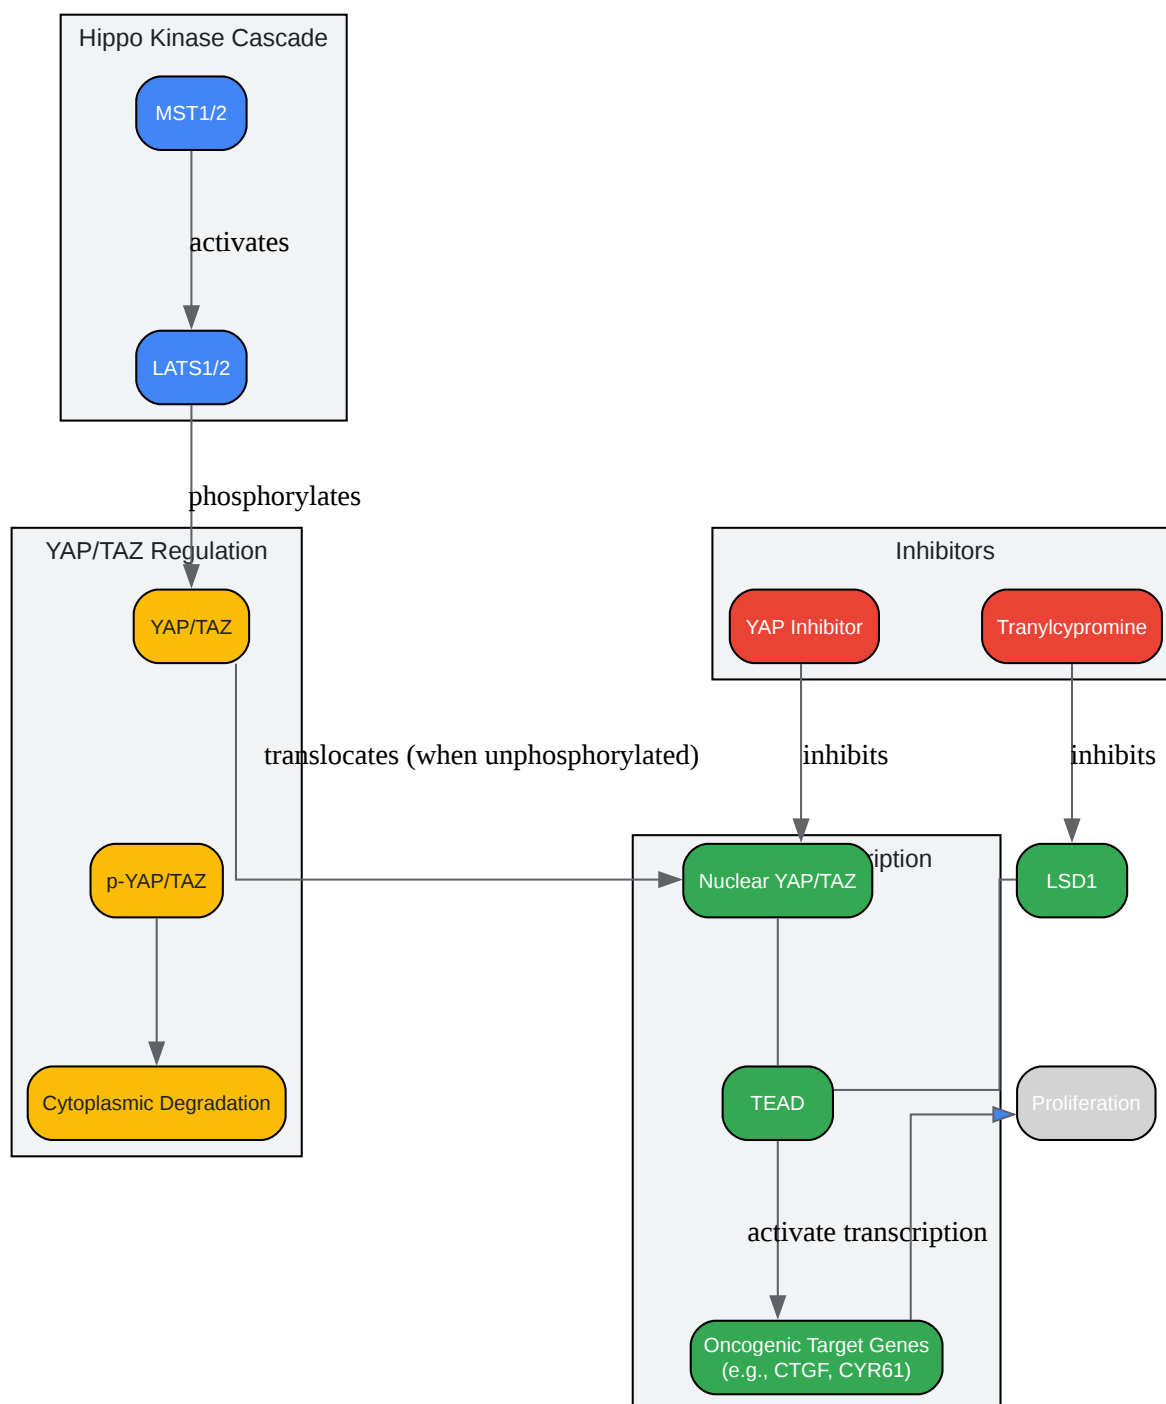 Hippo Kinase Cascade
MST1/2
activates
LATS1/2
phosphorylates
YAP/TAZ Regulation
Inhibitors
YAP/TAZ
YAP Inhibitor
Tranylcypromine
translocates (when unphosphorylated)
inhibits
inhibits
p-YAP/TAZ
Nuclear YAP/TAZ
LSD1
Cytoplasmic Degradation
TEAD
Proliferation
activate transcription
Oncogenic Target Genes
(e.g., CTGF, CYR61)